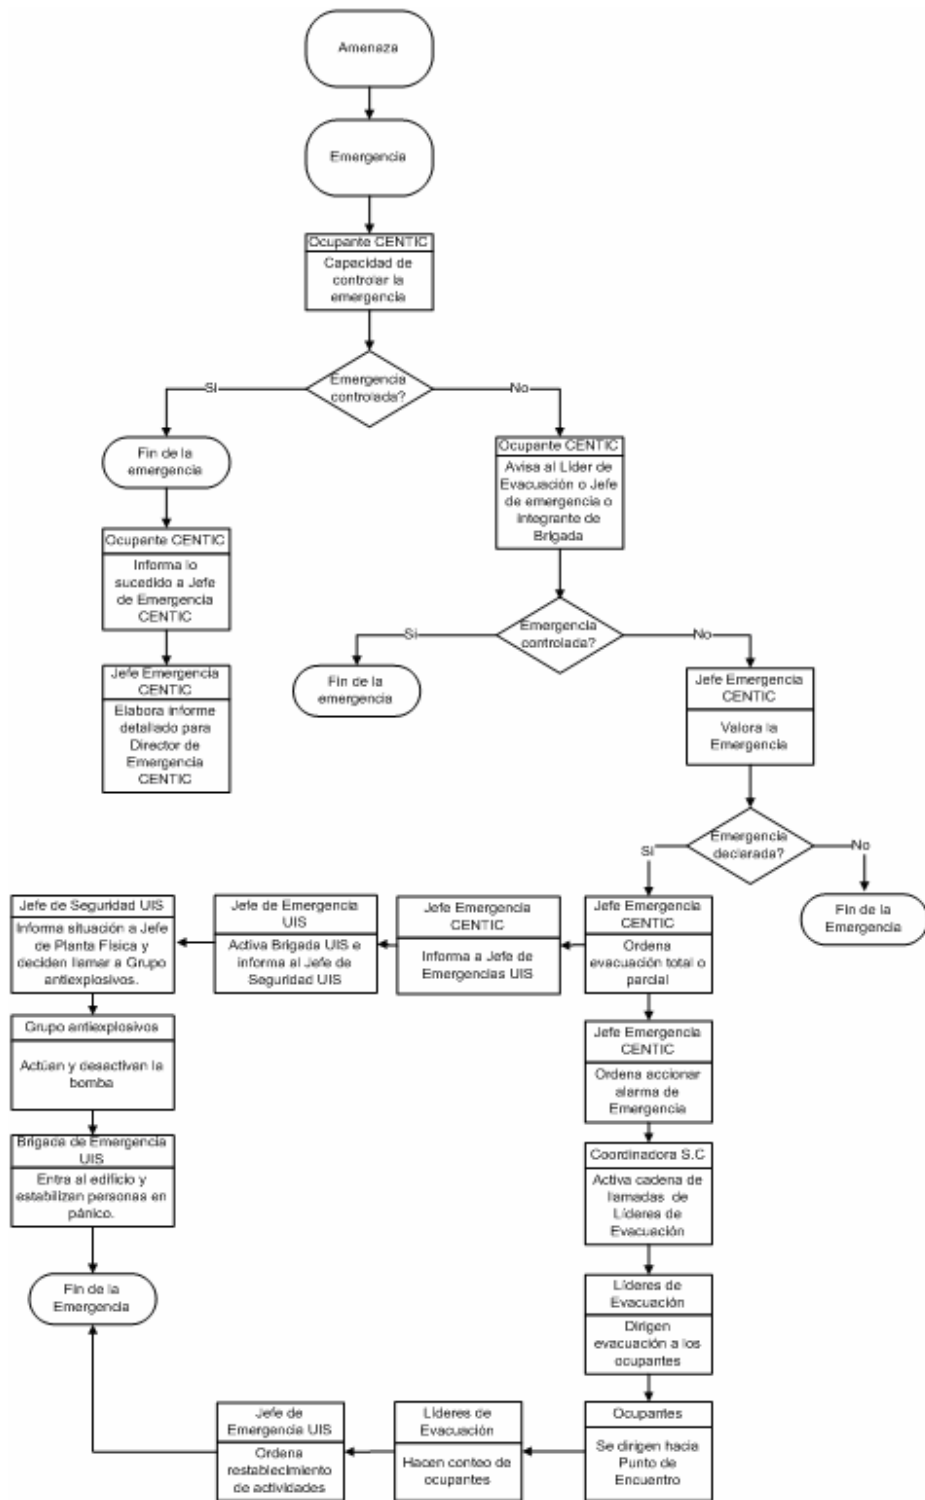 Amenaza
Emergencia
Ocupante CENTIC
Capacidad de
controlar la
emergencia
Emergencia
controlada?
Si
No
Fin de la
emergencia
Ocupante CENTIC
Informa lo
sucedido a Jefe
de Emergencia
CENTIC
Jefe Emergencia
CENTIC
Elabora informe
detallado para
Director de
Emergencia
CENTIC
Ocupante CENTIC
Avisa al Líder de
Evacuación o Jefe
de emergencia o
integrante de
Brigada
Emergencia
controlada?
Si
No
Fin de la
emergencia
Jefe Emergencia
CENTIC
Valora la
Emergencia
Emergencia
declarada?
Si
No
Fin de la
Emergencia
Jefe Emergencia
CENTIC
Ordena
evacuación total o
parcial
Jefe Emergencia
CENTIC
Informa a Jefe de
Emergencias UIS
Jefe de Emergencia
UIS
Activa Brigada UIS e
informa al Jefe de
Seguridad UIS
Jefe de Seguridad UIS
Informa situación a Jefe
de Planta Física y
deciden llamar a Grupo
antiexplosivos.
Grupo antiexplosivos
Actúan y desactivan la
bomba
Brigada de Emergencia
UIS
Entra al edificio y
estabilizan personas en
pánico.
Fin de la
Emergencia
Jefe Emergencia
CENTIC
Ordena accionar
alarma de
Emergencia
Coordinadora S.C
Activa cadena de
llamadas de
Líderes de
Evacuación
Líderes de
Evacuación
Dirigen
evacuación a los
ocupantes
Ocupantes
Se dirigen hacia
Punto de
Encuentro
Líderes de
Evacuación
Hacen conteo de
ocupantes
Jefe de
Emergencia UIS
Ordena
restablecimiento
de actividades